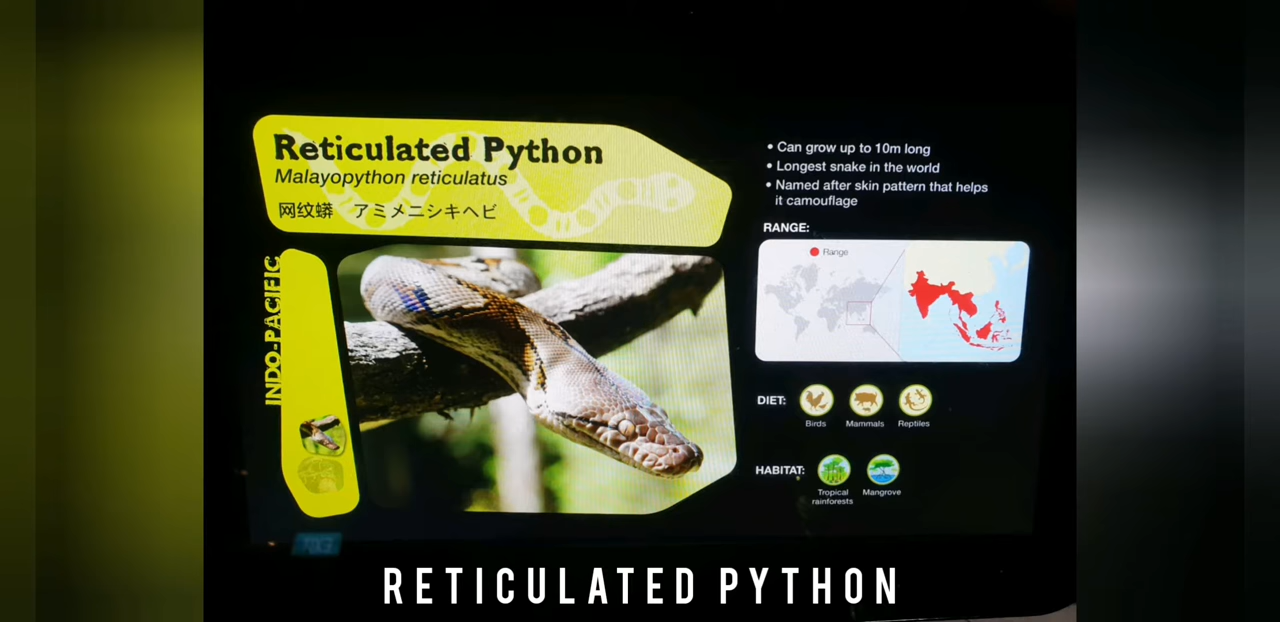 Reticulated Python
Malayopython reticulatus
网纹蟒 アミメニシキヘビ
INDO-PACIFIC
• Can grow up to 10m long
• Longest snake in the world
• Named after skin pattern that helps
it camouflage
RANGE:
Range
DIET:
Birds
Mammals
Reptiles
HABITAT:
Tropical
rainforests
Mangrove
RETICULATED PYTHON